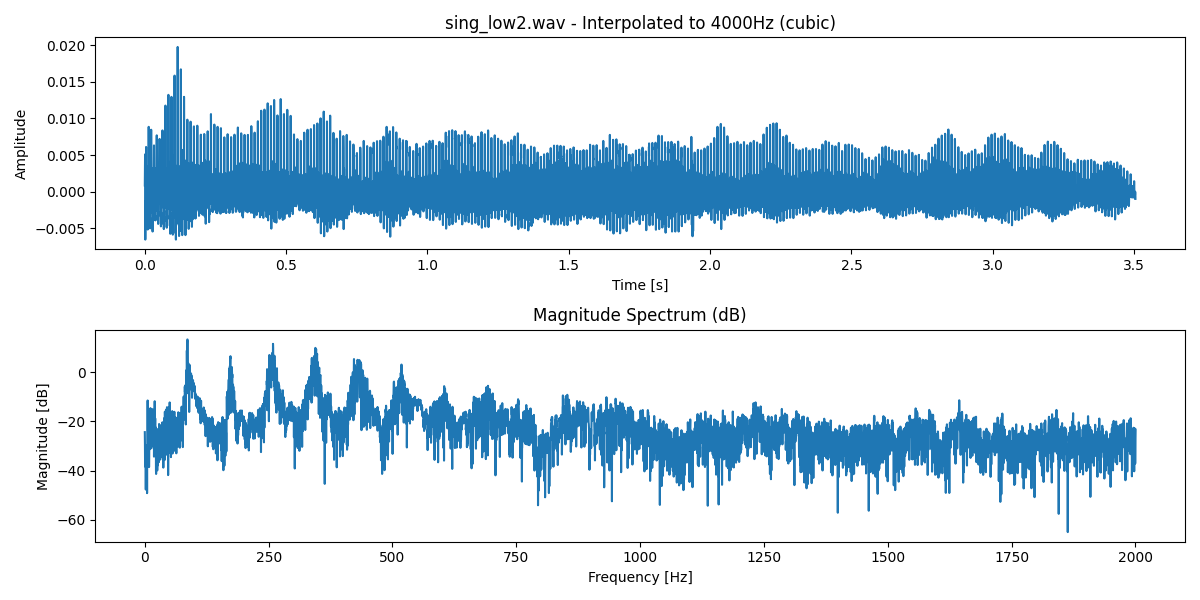 sing_low2.wav - Interpolated to 4000Hz (cubic)
0.020
0.015
0.010
0.005
0.000
−0.005
Amplitude
0.0 0.5 1.0 1.5 2.0 2.5 3.0 3.5
Time [s]
Magnitude Spectrum (dB)
0
−20
−40
−60
Magnitude [dB]
0 250 500 750 1000 1250 1500 1750 2000
Frequency [Hz]